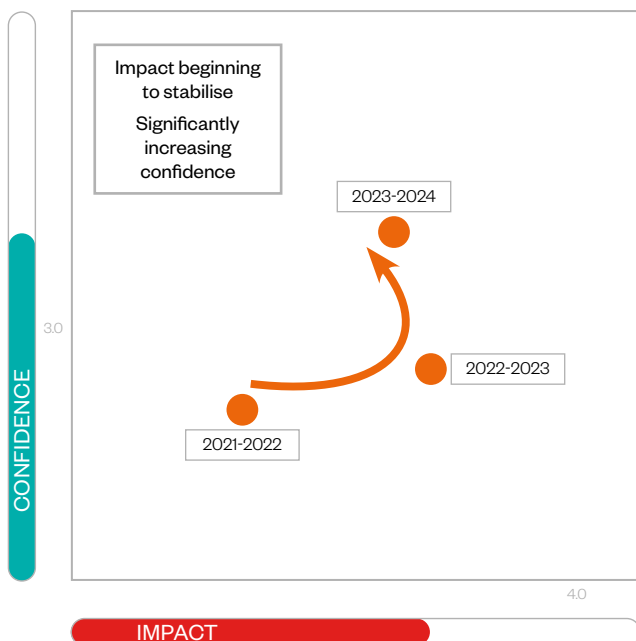 Impact beginning
to stabilise
Significantly
increasing
confidence
2023-2024
3.0
2022-2023
2021-2022
CONFIDENCE
4.0
IMPACT